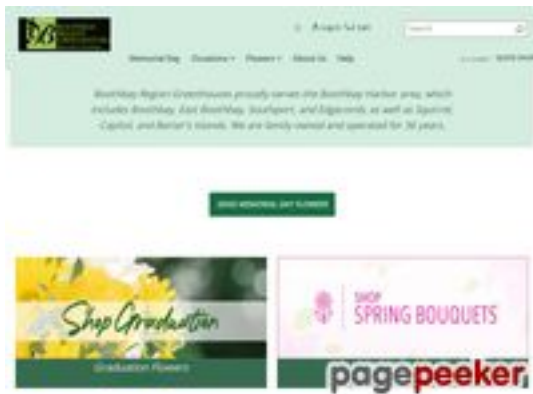 Search
Memorial Day Occasions Flowers About Us Help
Boothbay Region Greenhouses proudly serves the Boothbay Harbor area, which
includes Boothbay, East Boothbay, Southport, and Edgecomb, as well as Squirrel,
Capitol, and Barter's Islands. We are family owned and operated for 36 years.
SEND MEMORIAL DAY FLOWERS
Shop Graduation
SHOP
SPRING BOUQUETS
Graduation Flowers
pagepeeker